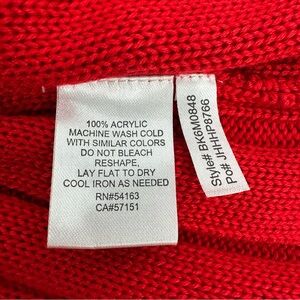 100% ACRYLIC
MACHINE WASH COLD
WITH SIMILAR COLORS
DO NOT BLEACH
RESHAPE,
LAY FLAT TO DRY
COOL IRON AS NEEDED
RN#54163
CA#57151
Style# BK6M0848
Po# JHHHP8766